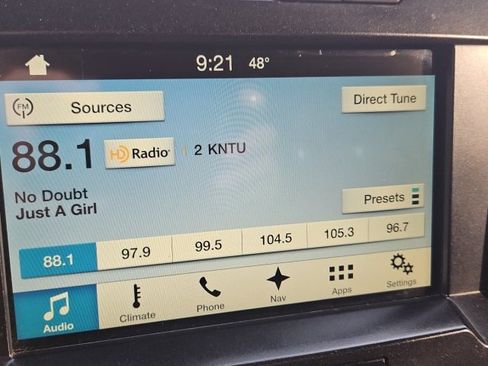 9:21 48°
FM
Sources
Direct Tune
88.1 HD Radio 2 KNTU
No Doubt
Just A Girl
Presets
88.1 97.9 99.5 104.5 105.3 96.7
Audio Climate Phone Nav Apps Settings